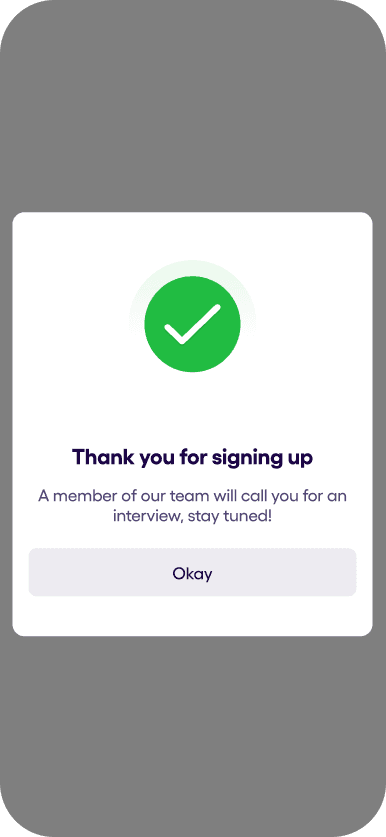 Thank you for signing up
A member of our team will call you for an
interview, stay tuned!
Okay